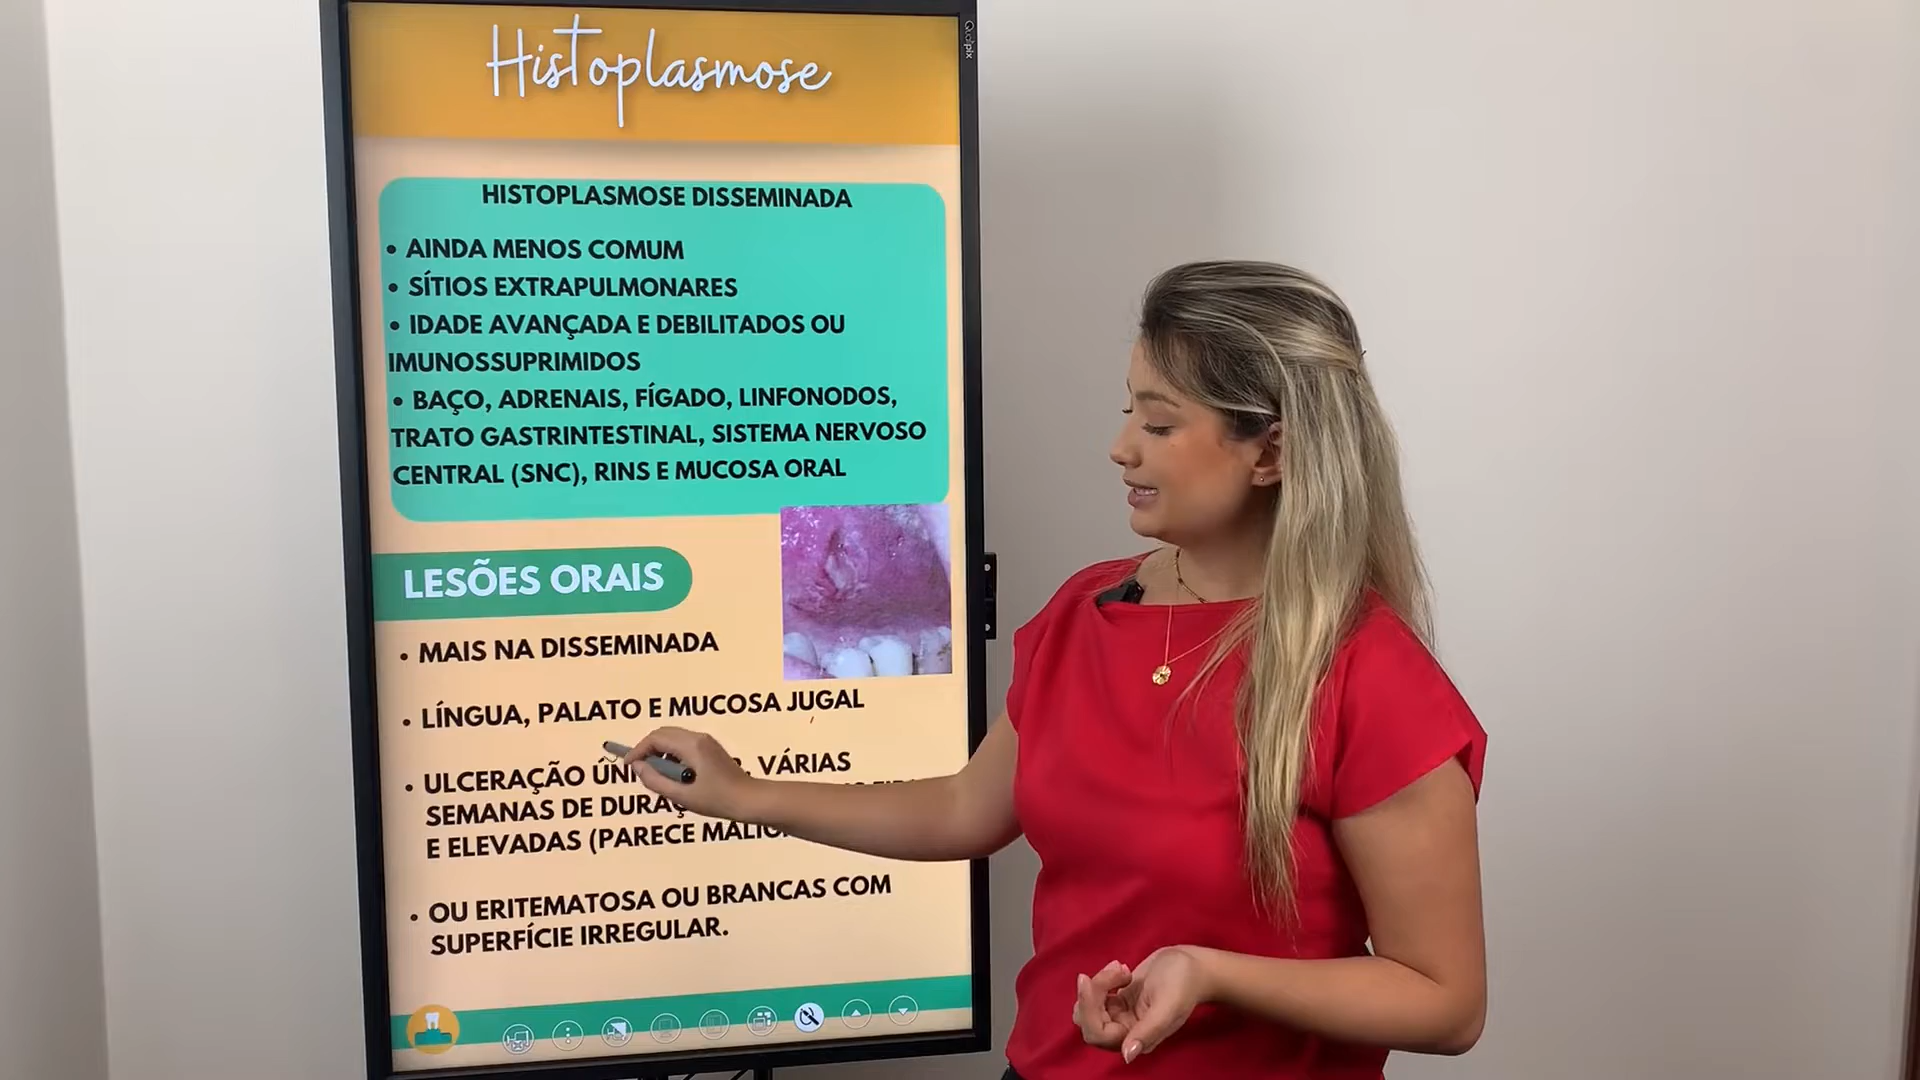 Histoplasmose
Qualipix
HISTOPLASMOSE DISSEMINADA
• AINDA MENOS COMUM
• SÍTIOS EXTRAPULMONARES
• IDADE AVANÇADA E DEBILITADOS OU
IMUNOSSUPRIMIDOS
• BAÇO, ADRENAIS, FÍGADO, LINFONODOS,
TRATO GASTRINTESTINAL, SISTEMA NERVOSO
CENTRAL (SNC), RINS E MUCOSA ORAL
LESÕES ORAIS
• MAIS NA DISSEMINADA
• LÍNGUA, PALATO E MUCOSA JUGAL
• ULCERAÇÃO VÁRIAS
SEMANAS DE
E ELEVADAS (PARECE
• OU ERITEMATOSA OU BRANCAS COM
SUPERFÍCIE IRREGULAR.